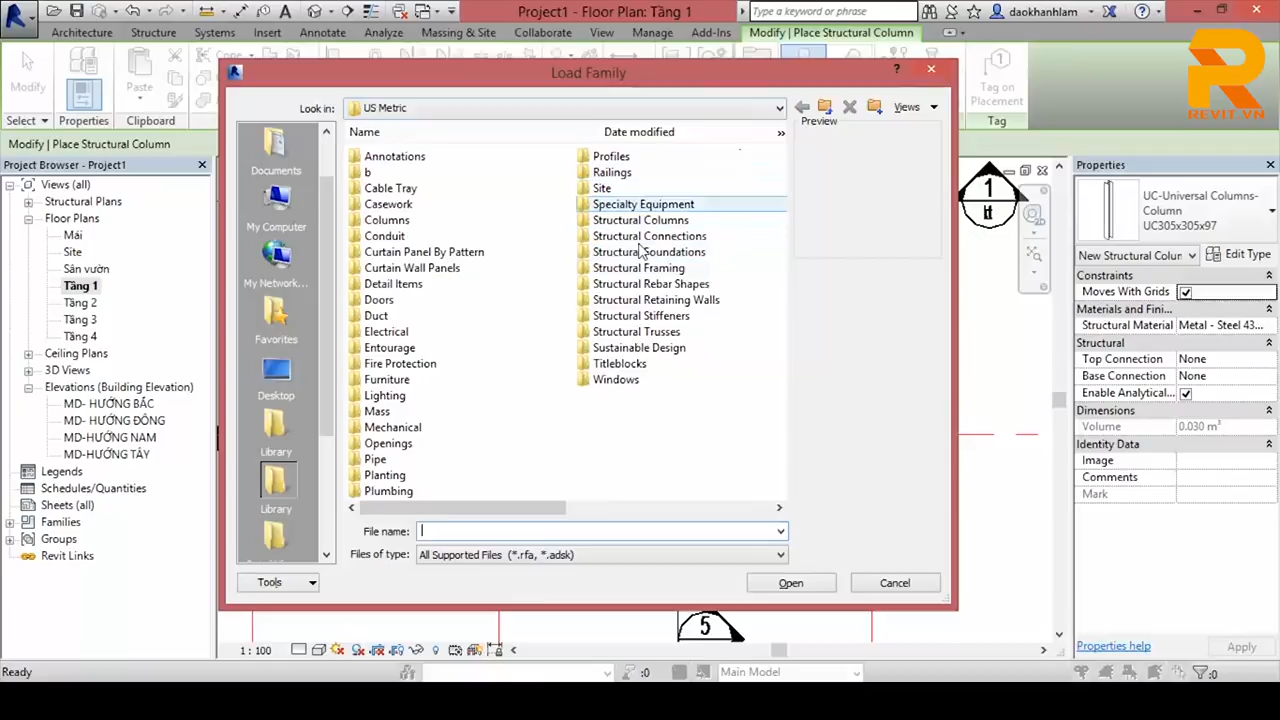 Project1 - Floor Plan: Tầng 1
Type a keyword or phrase
daokhanhlam
Architecture Structure Systems Insert Annotate Analyze Massing & Site Collaborate View Manage Add-Ins Modify | Place Structural Column
Modify
Paste
Tag on
Placement
Select Properties Clipboard Tag
REVIT.VN
Modify | Place Structural Column
Project Browser - Project1
Views (all)
Structural Plans
Floor Plans
Mái
Site
Sân vườn
Tầng 1
Tầng 2
Tầng 3
Tầng 4
Ceiling Plans
3D Views
Elevations (Building Elevation)
MD- HƯỚNG BẮC
MD- HƯỚNG ĐÔNG
MD-HƯỚNG NAM
MD-HƯỚNG TÂY
Legends
Schedules/Quantities
Sheets (all)
Families
Groups
Revit Links
Load Family
Look in: US Metric
Views
Documents
My Computer
My Network...
Favorites
Desktop
Library
Library
Name Date modified
Annotations
b
Cable Tray
Casework
Columns
Conduit
Curtain Panel By Pattern
Curtain Wall Panels
Detail Items
Doors
Duct
Electrical
Entourage
Fire Protection
Furniture
Lighting
Mass
Mechanical
Openings
Pipe
Planting
Plumbing
Profiles
Railings
Site
Specialty Equipment
Structural Columns
Structural Connections
Structural Foundations
Structural Framing
Structural Rebar Shapes
Structural Retaining Walls
Structural Stiffeners
Structural Trusses
Sustainable Design
Titleblocks
Windows
Preview
File name:
Files of type: All Supported Files (*.rfa, *.adsk)
Tools Open Cancel
1
5
Properties
UC-Universal Columns-
Column
UC305x305x97
New Structural Colur Edit Type
Constraints
Moves With Grids
Materials and Fini...
Structural Material Metal - Steel 43...
Structural
Top Connection None
Base Connection None
Enable Analytical...
Dimensions
Volume 0.030 m³
Identity Data
Image
Comments
Mark
Properties help Apply
1 : 100
Ready
:0
Main Model
:0